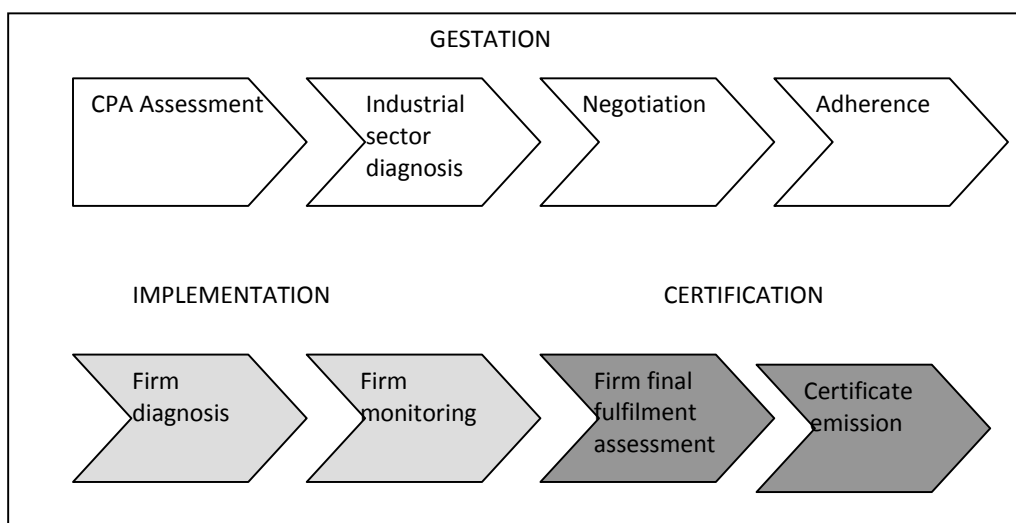 GESTATION
CPA Assessment
Industrial
sector
diagnosis
Negotiation
Adherence
IMPLEMENTATION
CERTIFICATION
Firm
diagnosis
Firm
monitoring
Firm final
fulfilment
assessment
Certificate
emission